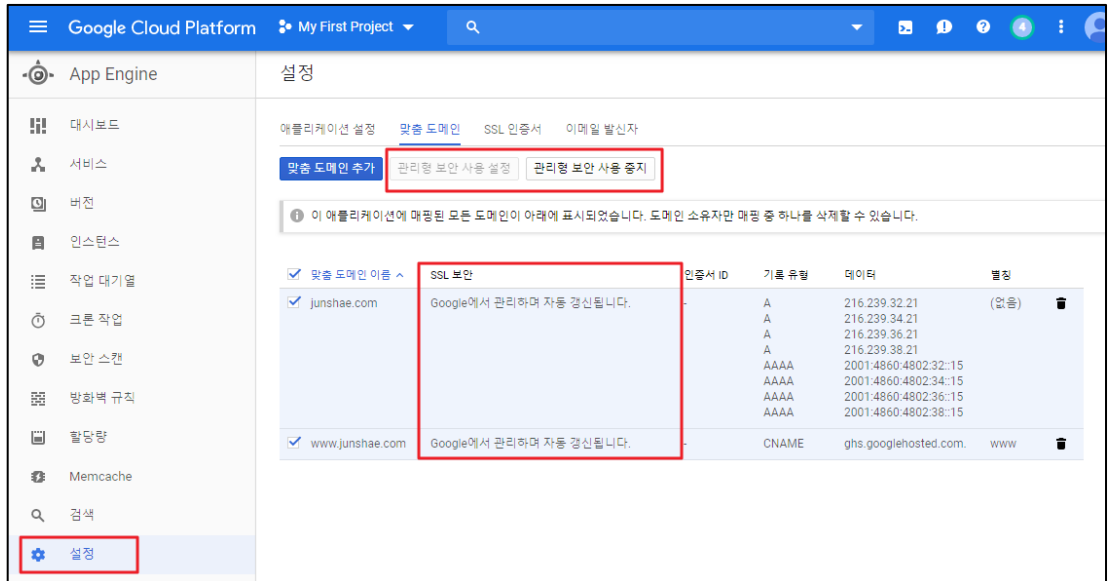 Google Cloud Platform My First Project
4
App Engine
설정
대시보드
서비스
버전
인스턴스
작업 대기열
크론 작업
보안 스캔
방화벽 규칙
할당량
Memcache
검색
설정
애플리케이션 설정 맞춤 도메인 SSL 인증서 이메일 발신자
맞춤 도메인 추가 관리형 보안 사용 설정 관리형 보안 사용 중지
이 애플리케이션에 매핑된 모든 도메인이 아래에 표시되었습니다. 도메인 소유자만 매핑 중 하나를 삭제할 수 있습니다.
맞춤 도메인 이름 SSL 보안 인증서 ID 기록 유형 데이터 별칭
junshae.com Google에서 관리하며 자동 갱신됩니다. - A 216.239.32.21 (없음)
A 216.239.34.21
A 216.239.36.21
A 216.239.38.21
AAAA 2001:4860:4802:32::15
AAAA 2001:4860:4802:34::15
AAAA 2001:4860:4802:36::15
AAAA 2001:4860:4802:38::15
www.junshae.com Google에서 관리하며 자동 갱신됩니다. - CNAME ghs.googlehosted.com. www